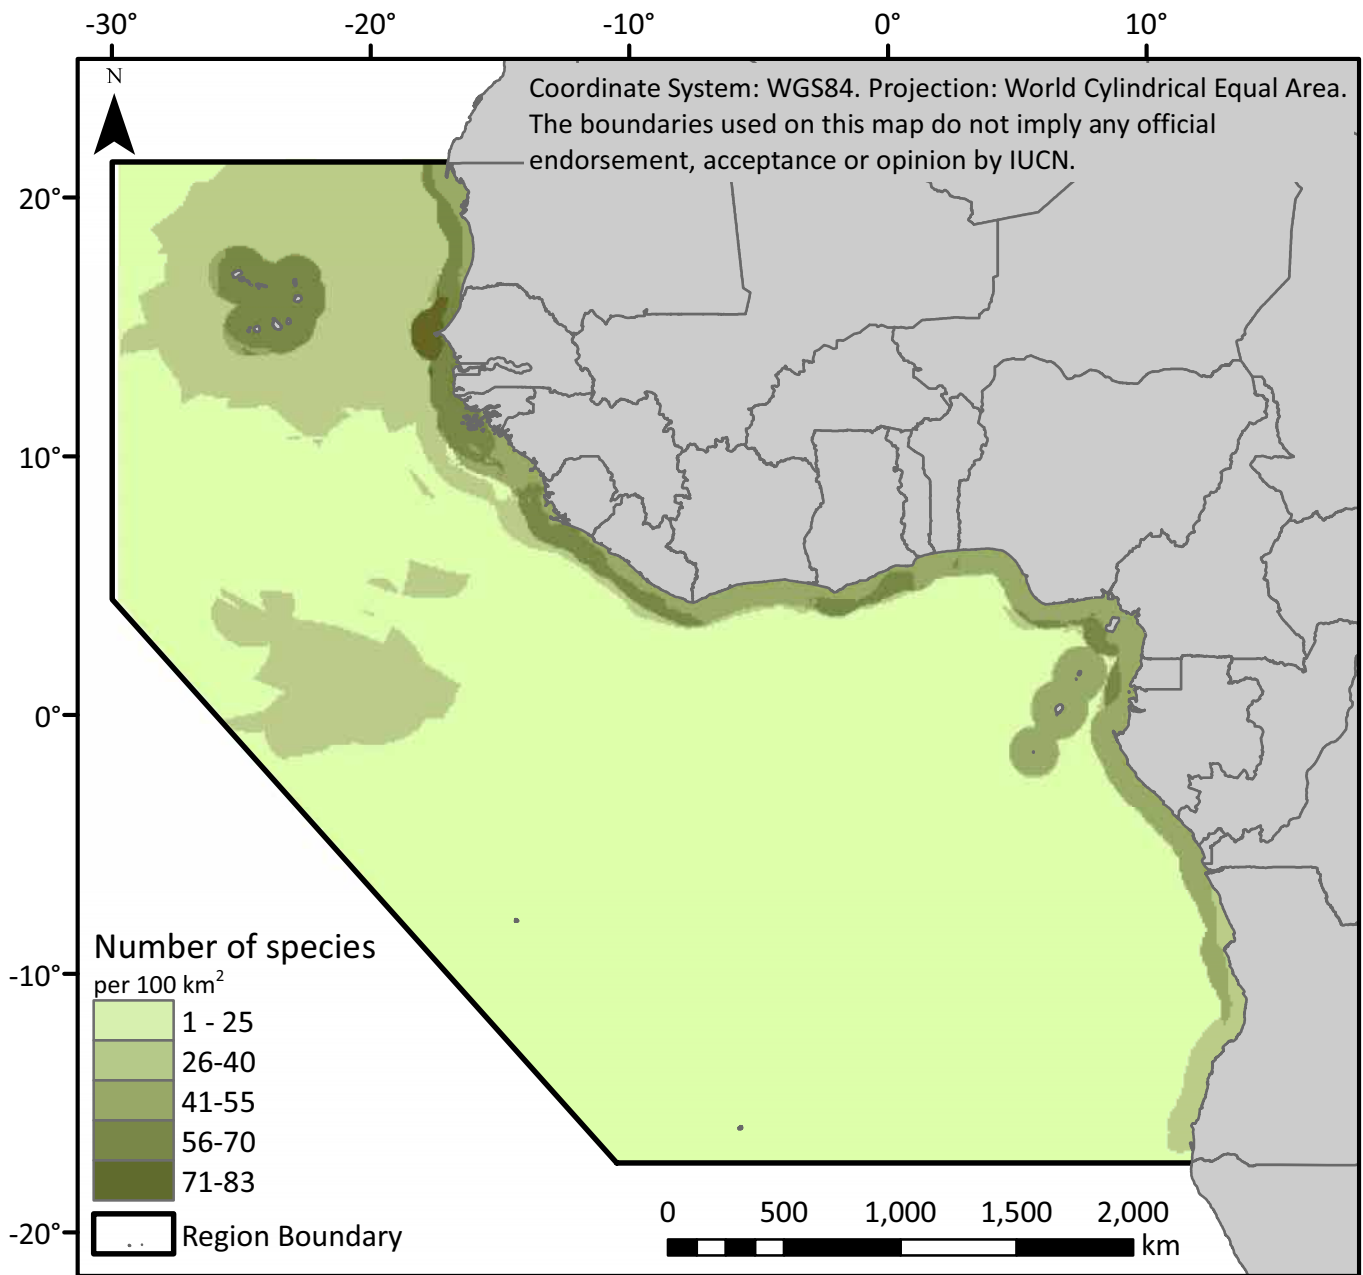 -30° -20° -10° 0° 10°
N
Coordinate System: WGS84. Projection: World Cylindrical Equal Area.
The boundaries used on this map do not imply any official
endorsement, acceptance or opinion by IUCN.
20°
10°
0°
-10°
-20°
Number of species
per 100 km²
1 - 25
26-40
41-55
56-70
71-83
Region Boundary
0 500 1,000 1,500 2,000
km